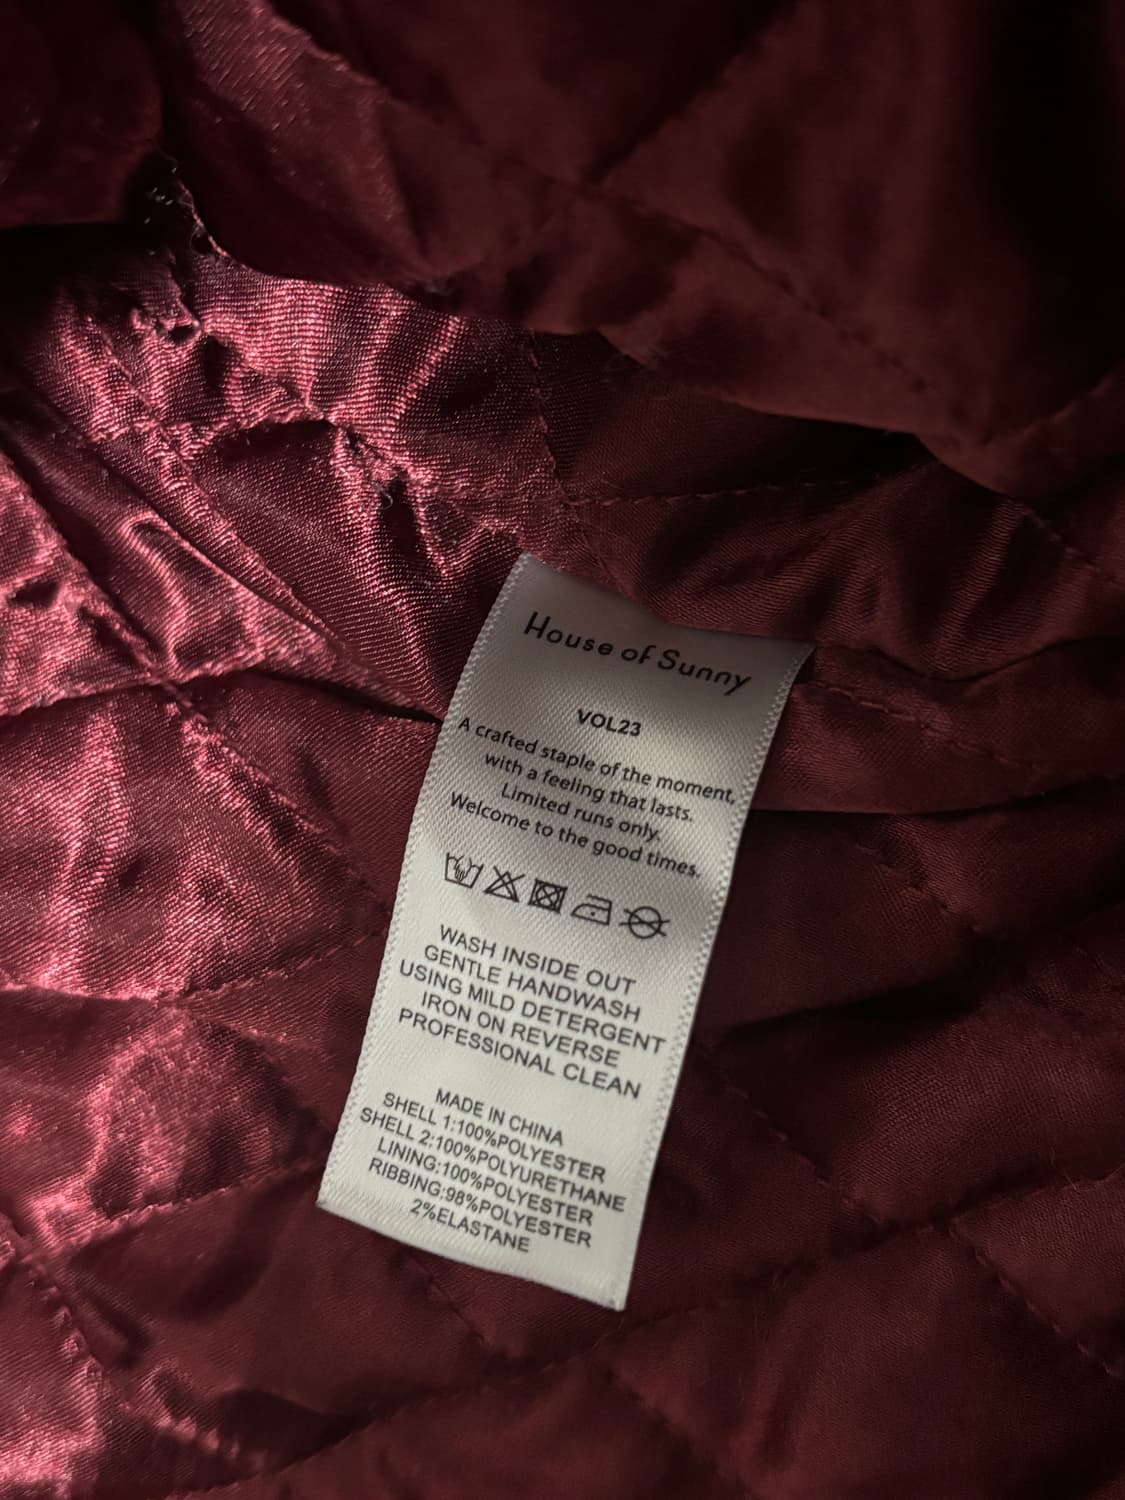 House of Sunny
VOL23
A crafted staple of the moment,
with a feeling that lasts.
Limited runs only.
Welcome to the good times.
WASH INSIDE OUT
GENTLE HANDWASH
USING MILD DETERGENT
IRON ON REVERSE
PROFESSIONAL CLEAN
MADE IN CHINA
SHELL 1:100%POLYESTER
SHELL 2:100%POLYURETHANE
LINING:100%POLYESTER
RIBBING:98%POLYESTER
2%ELASTANE